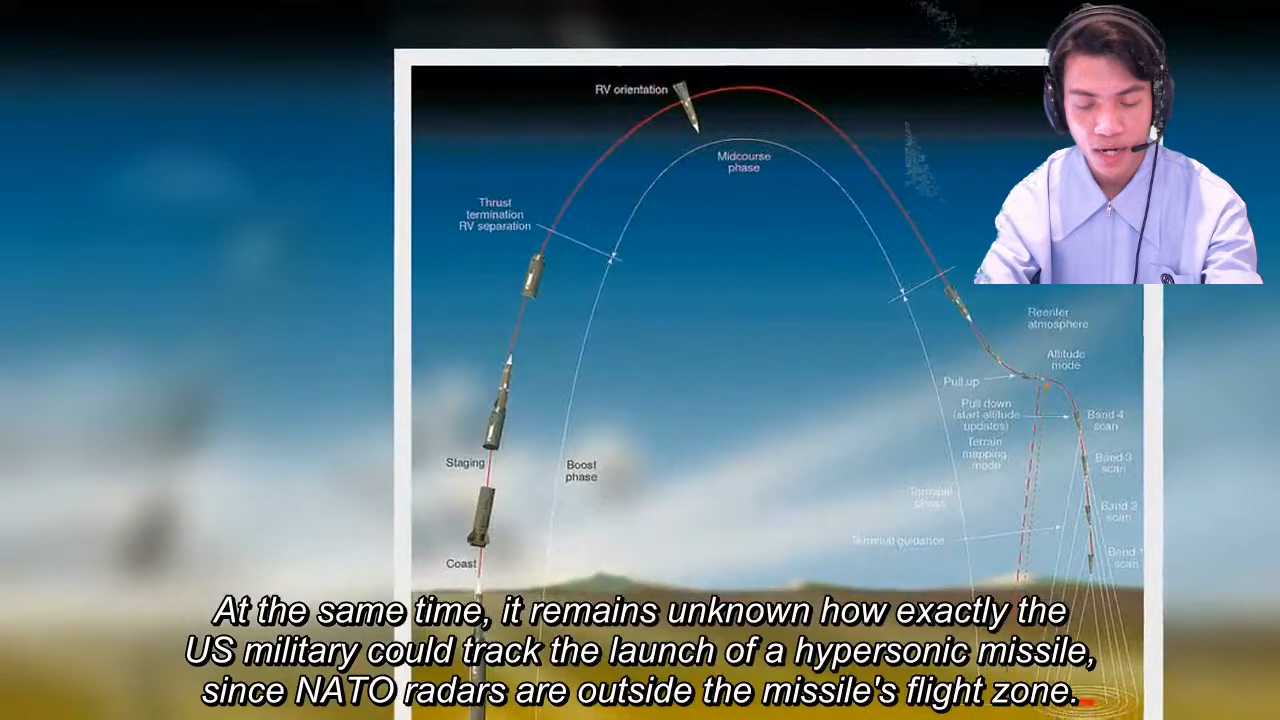 RV orientation
Midcourse
phase
Thrust
termination
RV separation
Reenter
atmosphere
Altitude
mode
Pull up
Pull down
(start altitude
updates)
Band 4
scan
Terrain
mapping
mode
Staging
Boost
phase
Band 3
scan
Terminal
phase
Band 2
scan
Terminal guidance
Band 1
scan
Coast
At the same time, it remains unknown how exactly the
US military could track the launch of a hypersonic missile,
since NATO radars are outside the missile's flight zone.